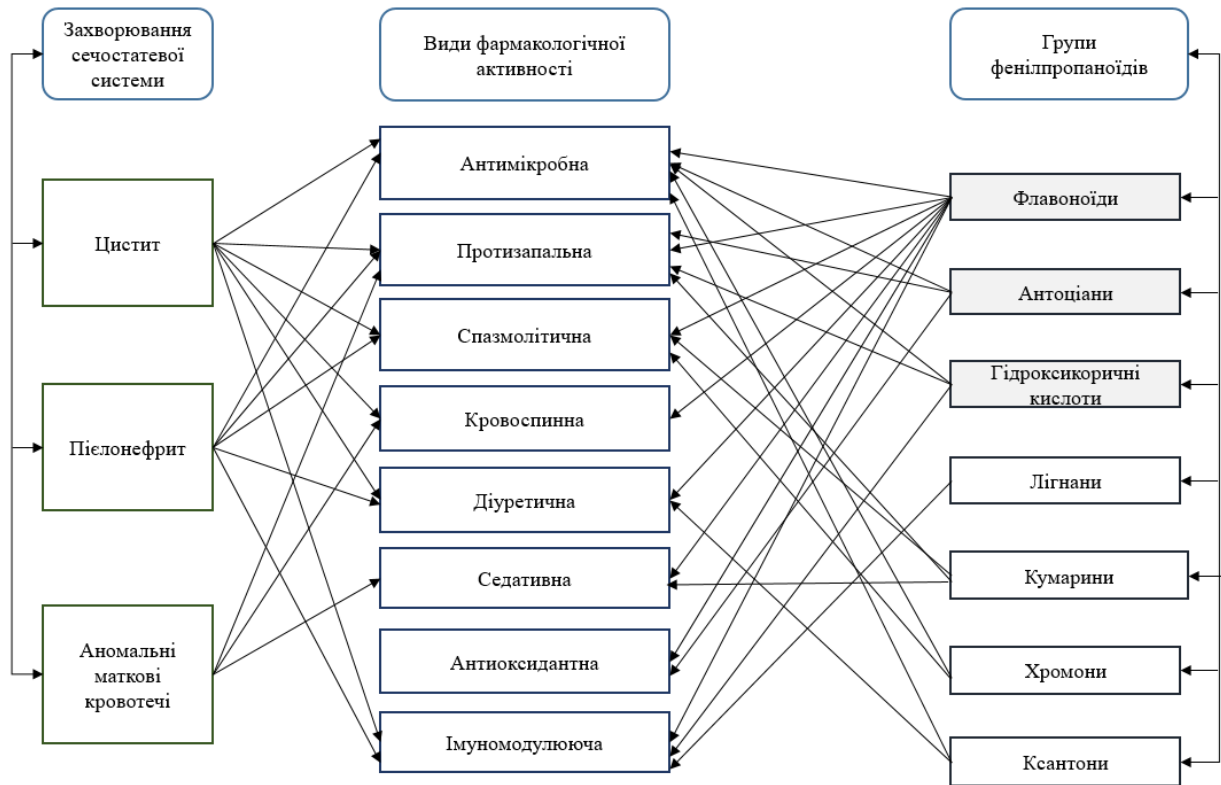 Захворювання
сечостатевої
системи
Види фармакологічної
активності
Групи
фенілпропаноїдів
Цистит
Пієлонефрит
Аномальні
маткові
кровотечі
Антимікробна
Протизапальна
Спазмолітична
Кровоспинна
Діуретична
Седативна
Антиоксидантна
Імуномодулююча
Флавоноїди
Антоціани
Гідроксикоричні
кислоти
Лігнани
Кумарини
Хромони
Ксантони